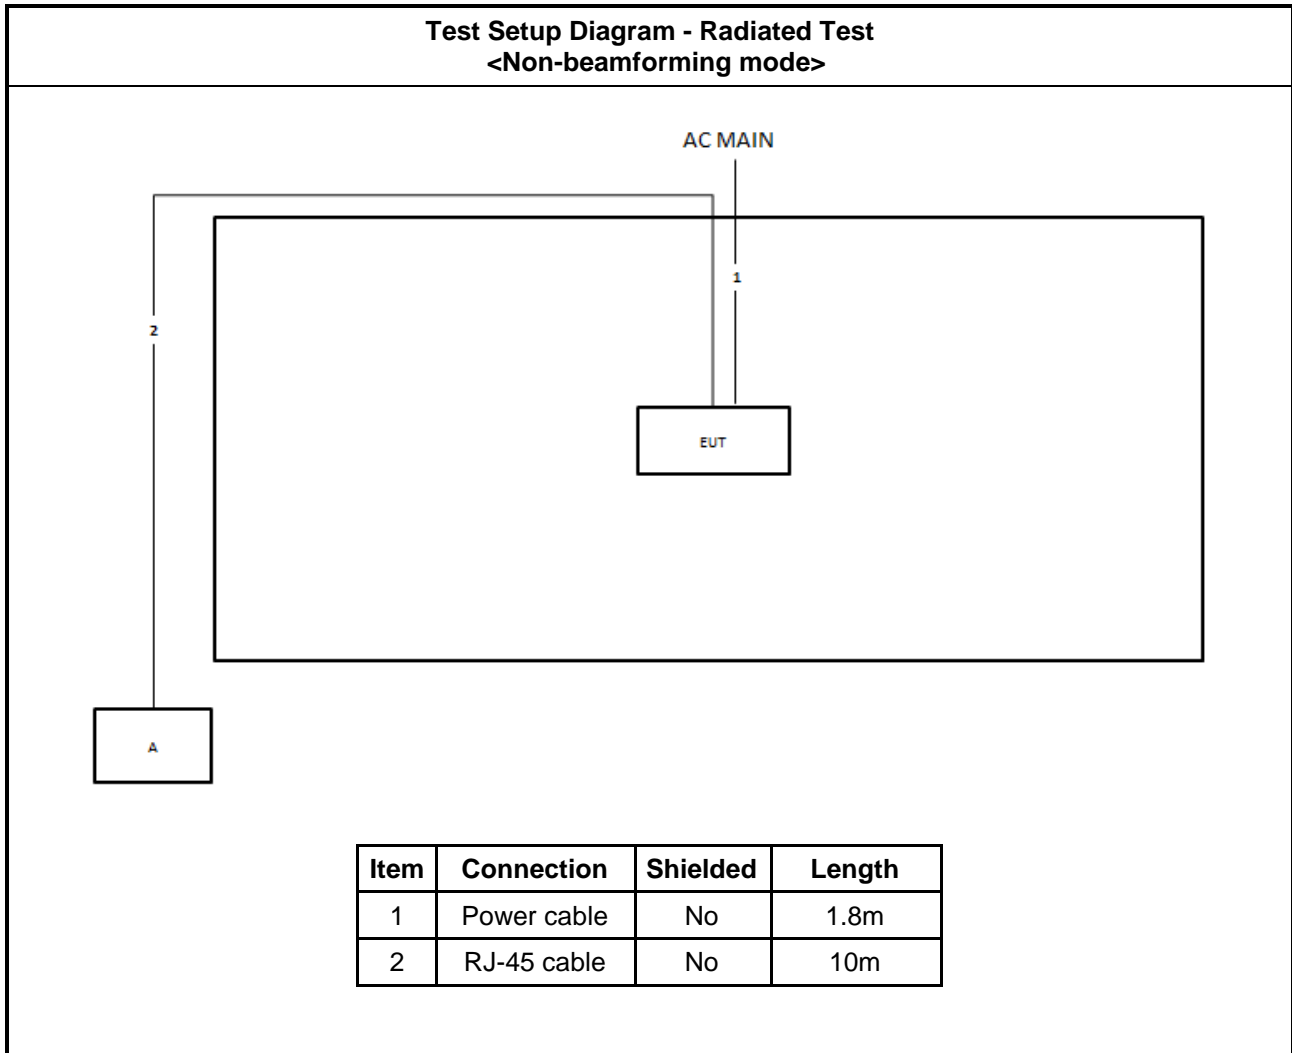 Test Setup Diagram - Radiated Test
<Non-beamforming mode>
AC MAIN
1
2
EUT
A
Item Connection Shielded Length
1 Power cable No 1.8m
2 RJ-45 cable No 10m